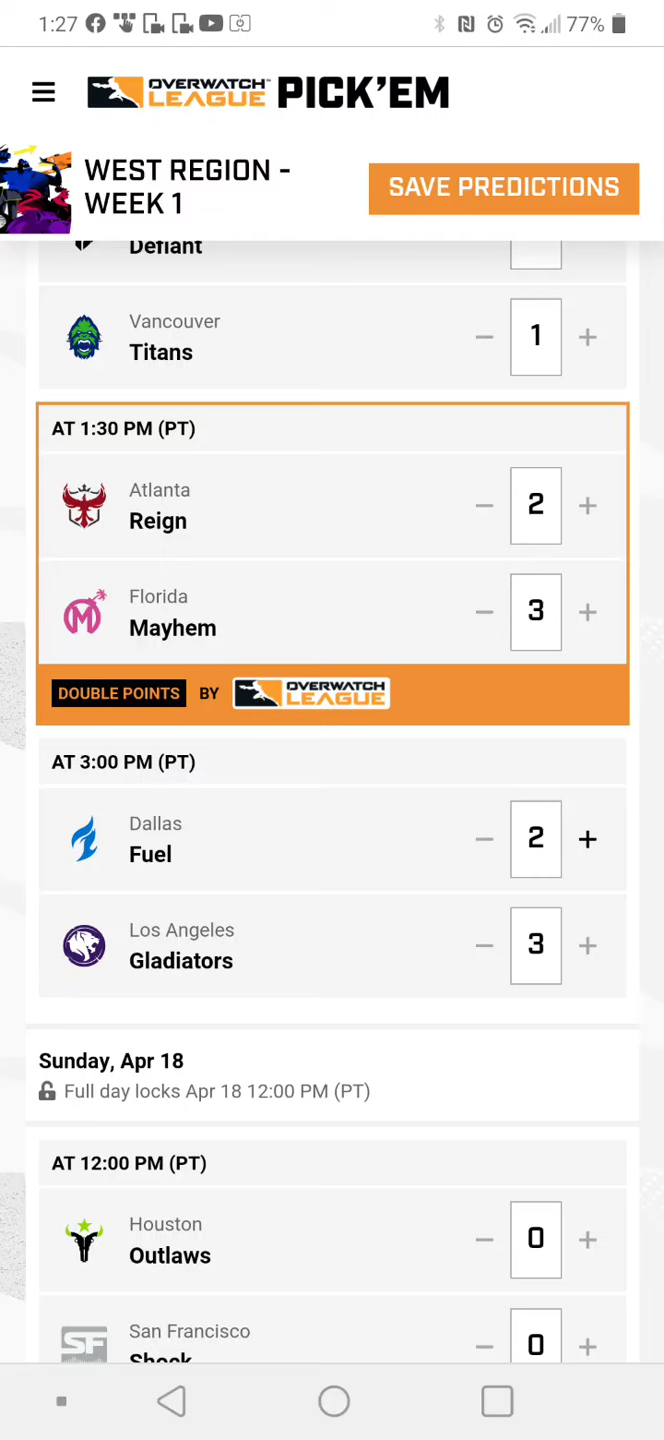 1:27
77%
OVERWATCH LEAGUE PICK'EM
WEST REGION -
WEEK 1
SAVE PREDICTIONS
Defiant
Vancouver
Titans
1
AT 1:30 PM (PT)
Atlanta
Reign
2
Florida
Mayhem
3
DOUBLE POINTS BY OVERWATCH LEAGUE
AT 3:00 PM (PT)
Dallas
Fuel
2
Los Angeles
Gladiators
3
Sunday, Apr 18
Full day locks Apr 18 12:00 PM (PT)
AT 12:00 PM (PT)
Houston
Outlaws
0
SF
San Francisco
Shock
0